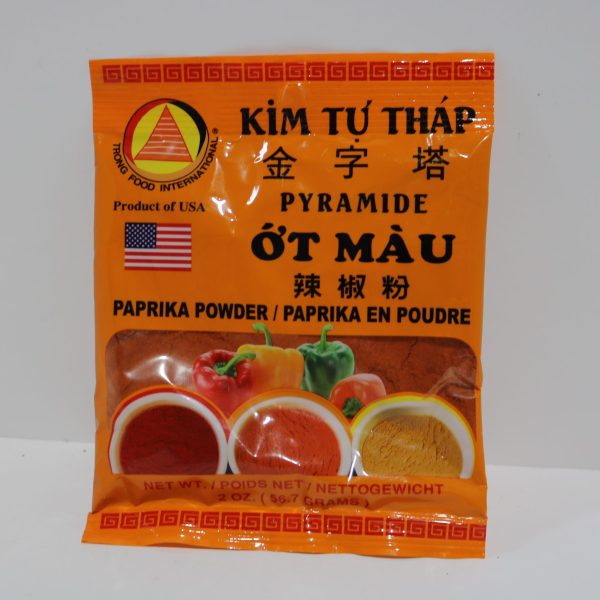 KIM TỰ THÁP
金字塔
PYRAMIDE
TRONG FOOD INTERNATIONAL®
Product of USA
ỚT MÀU
辣椒粉
PAPRIKA POWDER / PAPRIKA EN POUDRE
NET WT. / POIDS NET / NETTOGEWICHT
2 OZ. ( 56.7 GRAMS )